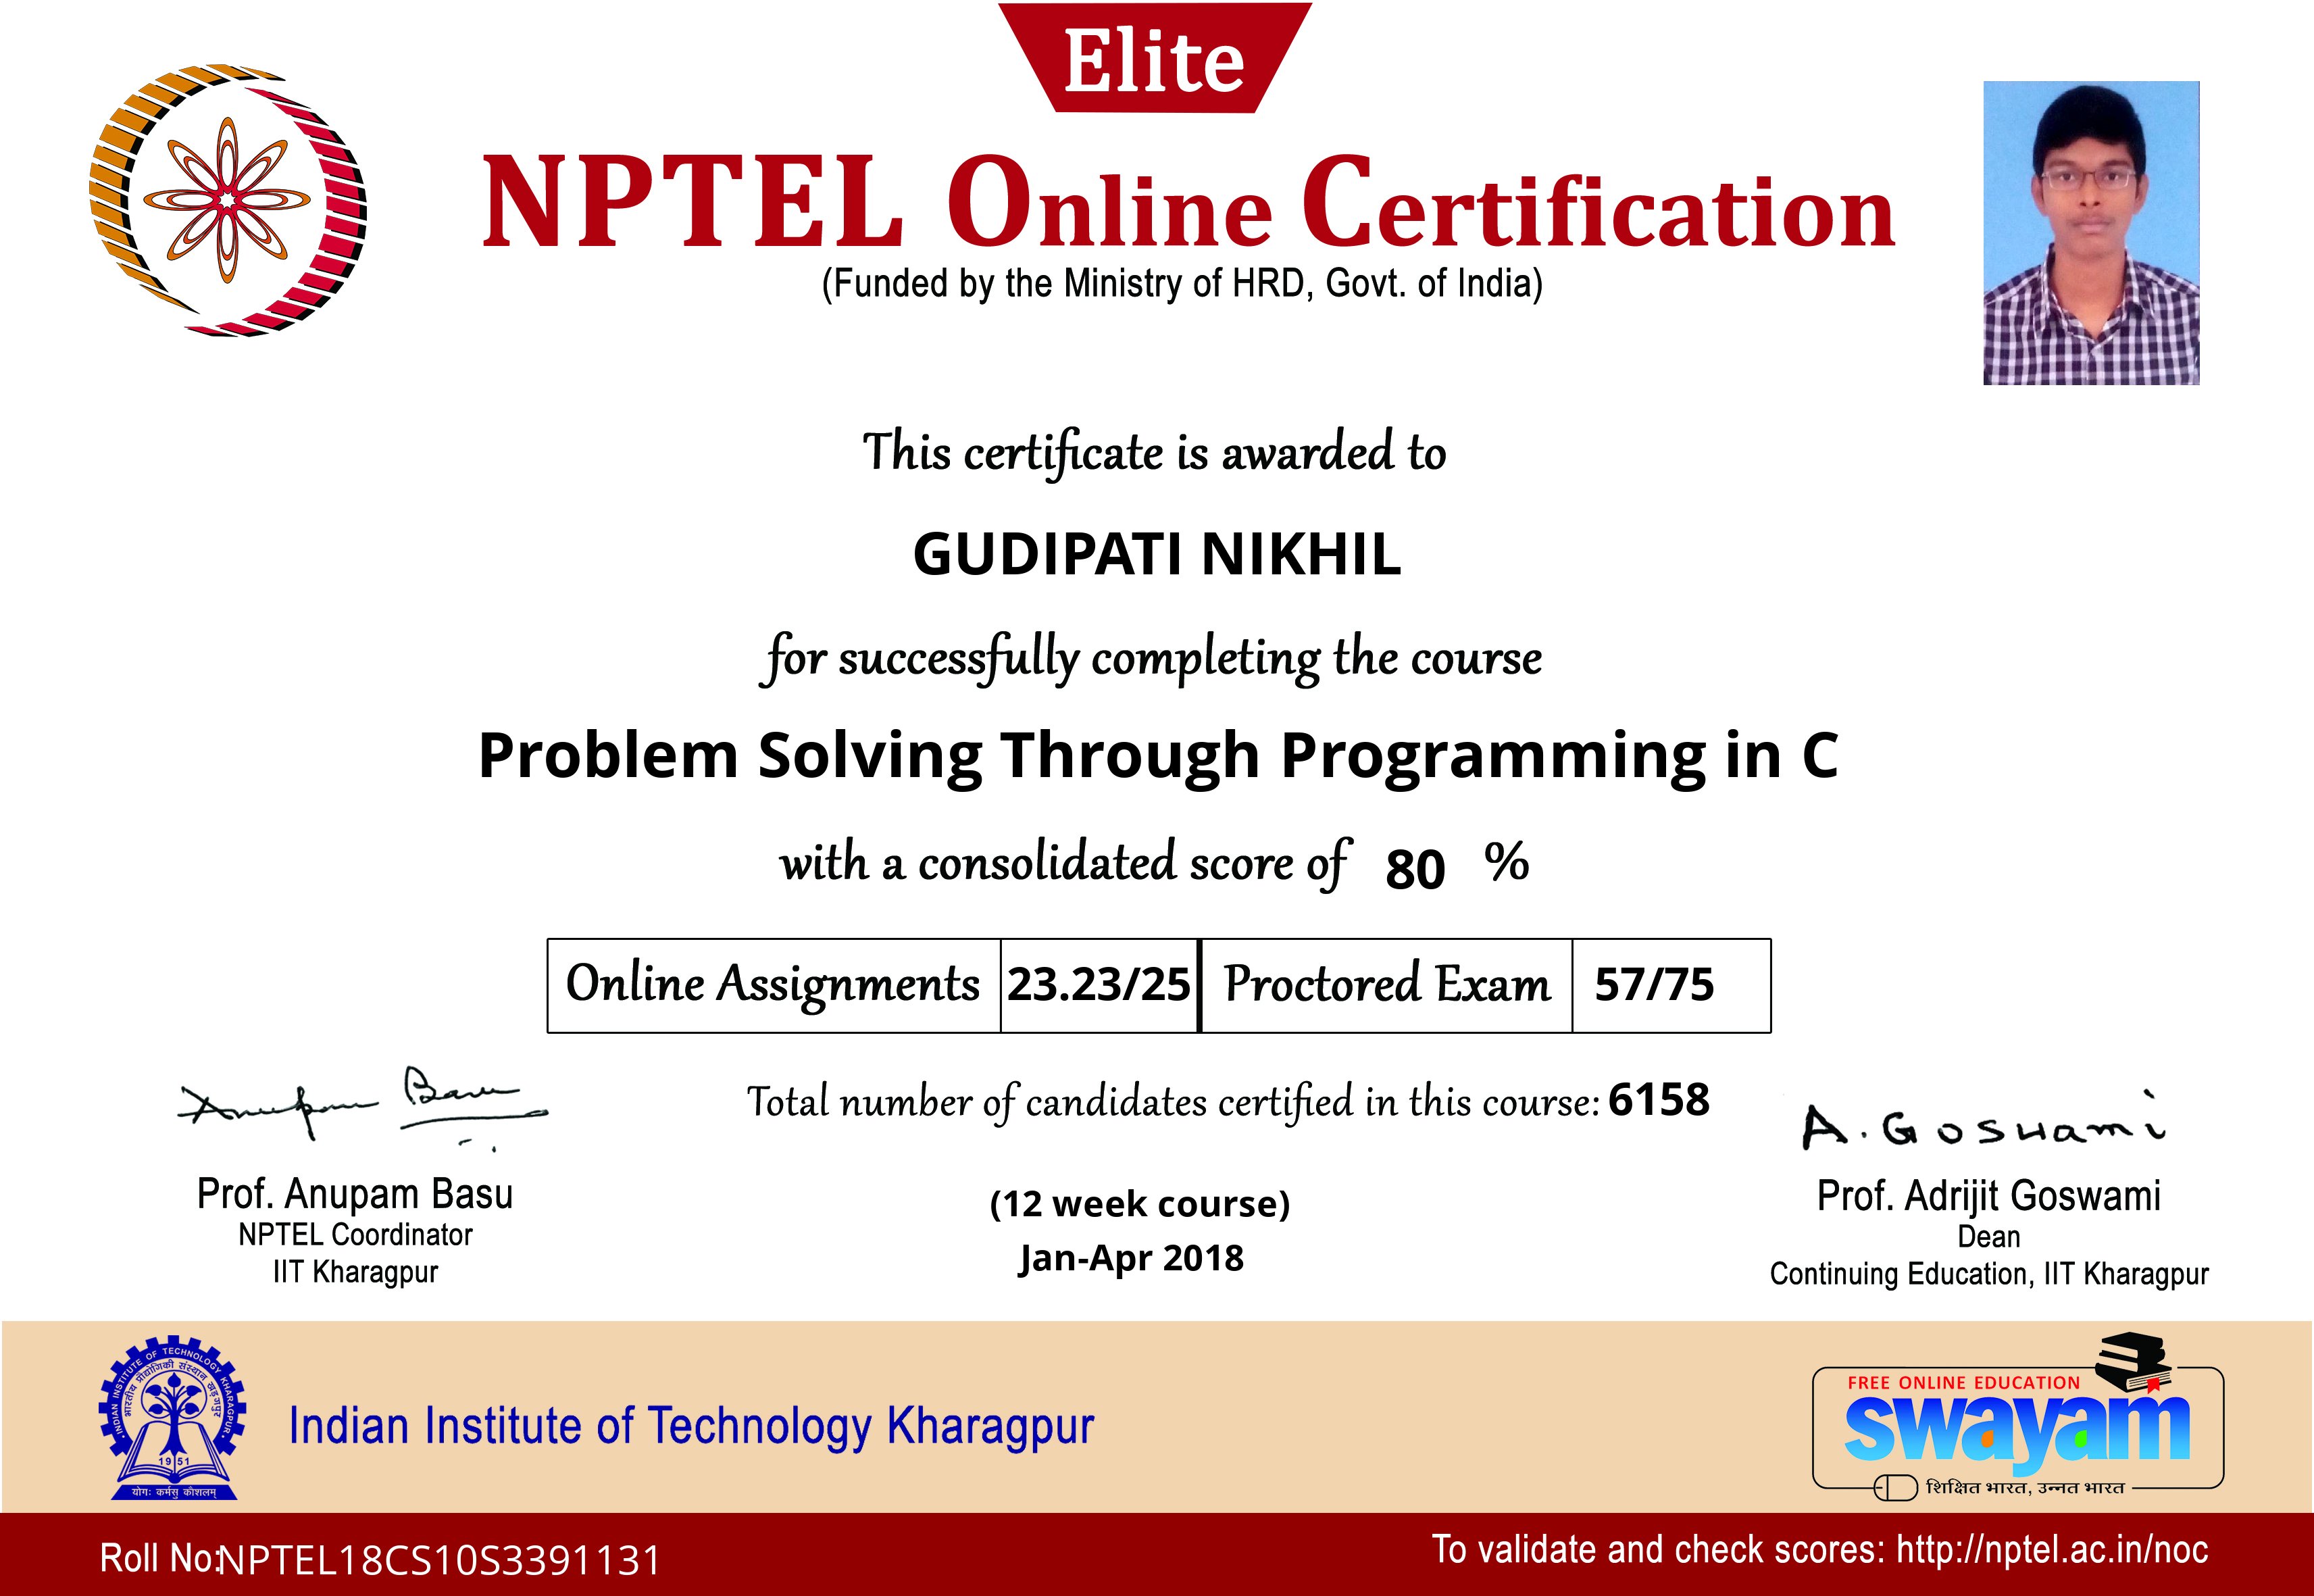 Elite
NPTEL Online Certification
(Funded by the Ministry of HRD, Govt. of India)
This certificate is awarded to
GUDIPATI NIKHIL
for successfully completing the course
Problem Solving Through Programming in C
with a consolidated score of 80 %
Online Assignments 23.23/25 Proctored Exam 57/75
Total number of candidates certified in this course: 6158
Anupam Basu
A. Goswami
Prof. Anupam Basu
NPTEL Coordinator
IIT Kharagpur
(12 week course)
Jan-Apr 2018
Prof. Adrijit Goswami
Dean
Continuing Education, IIT Kharagpur
INDIAN INSTITUTE OF TECHNOLOGY KHARAGPUR
भारतीय प्रौद्योगिकी संस्थान खड़गपुर
1951
योगः कर्मसु कौशलम्
Indian Institute of Technology Kharagpur
FREE ONLINE EDUCATION
swayam
शिक्षित भारत, उन्नत भारत
Roll No:NPTEL18CS10S3391131
To validate and check scores: http://nptel.ac.in/noc